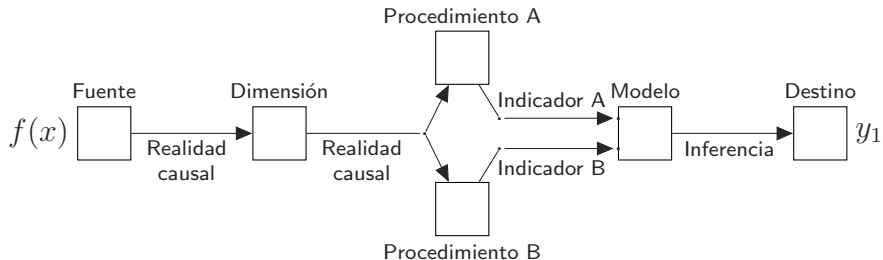 Procedimiento A
Fuente
Dimensión
Indicador A
Modelo
Destino
f(x)
y₁
Realidad
causal
Realidad
causal
Indicador B
Inferencia
Procedimiento B